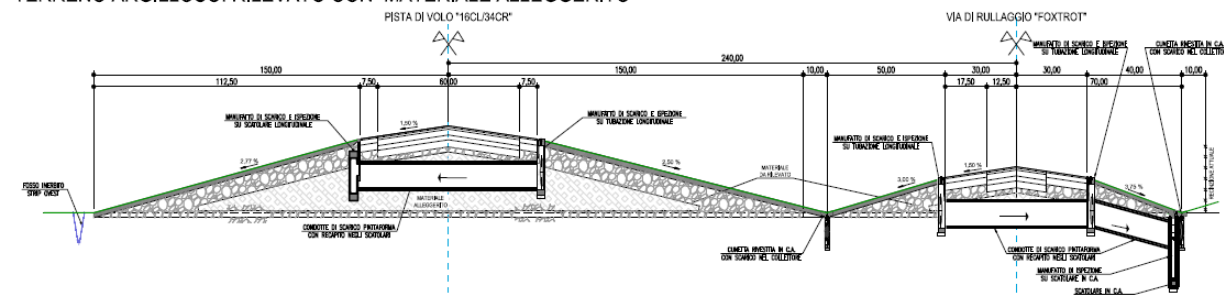 TERRENO ARGILLOSO: RILEVATO CON MATERIALE ALLEGGERITO
PISTA DI VOLO "16CL/34CR"
VIA DI RULLAGGIO "FOXTROT"
MANUFATTO DI SCARICO E ISPEZIONE
SU TUBAZIONE LONGITUDINALE
CUNETTA RIVESTITA IN C.A.
CON SCARICO NEL COLLETTORE
240,00
150,00
150,00
10,00
50,00
30,00
30,00
40,00
10,00
112,50
7,50
60,00
7,50
17,50
12,50
70,00
MANUFATTO DI SCARICO E ISPEZIONE
SU SCATOLARE LONGITUDINALE
1,50 %
MANUFATTO DI SCARICO E ISPEZIONE
SU TUBAZIONE LONGITUDINALE
MANUFATTO DI SCARICO E ISPEZIONE
SU TUBAZIONE LONGITUDINALE
1,50 %
RECINZIONE ATTUALE
2,77 %
2,50 %
MATERIALE
DA RILEVATO
3,00 %
3,75 %
FOSSO INERBITO
STRIP OVEST
MATERIALE
ALLEGGERITO
CONDOTTE DI SCARICO PIATTAFORMA
CON RECAPITO NEGLI SCATOLARI
CUNETTA RIVESTITA IN C.A.
CON SCARICO NEL COLLETTORE
CONDOTTE DI SCARICO PIATTAFORMA
CON RECAPITO NEGLI SCATOLARI
MANUFATTO DI ISPEZIONE
SU SCATOLARE IN C.A.
SCATOLARE IN C.A.